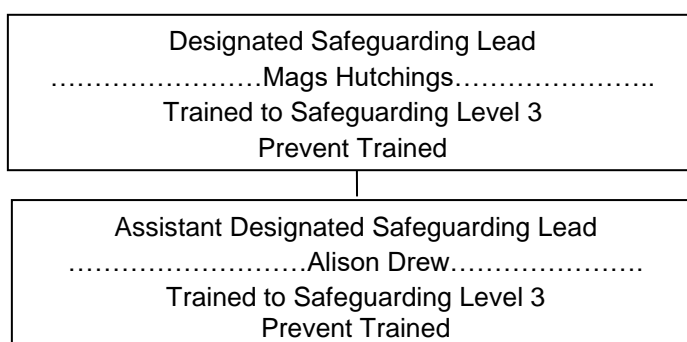 Designated Safeguarding Lead
……………………Mags Hutchings…………………..
Trained to Safeguarding Level 3
Prevent Trained
Assistant Designated Safeguarding Lead
………………………Alison Drew………………….
Trained to Safeguarding Level 3
Prevent Trained